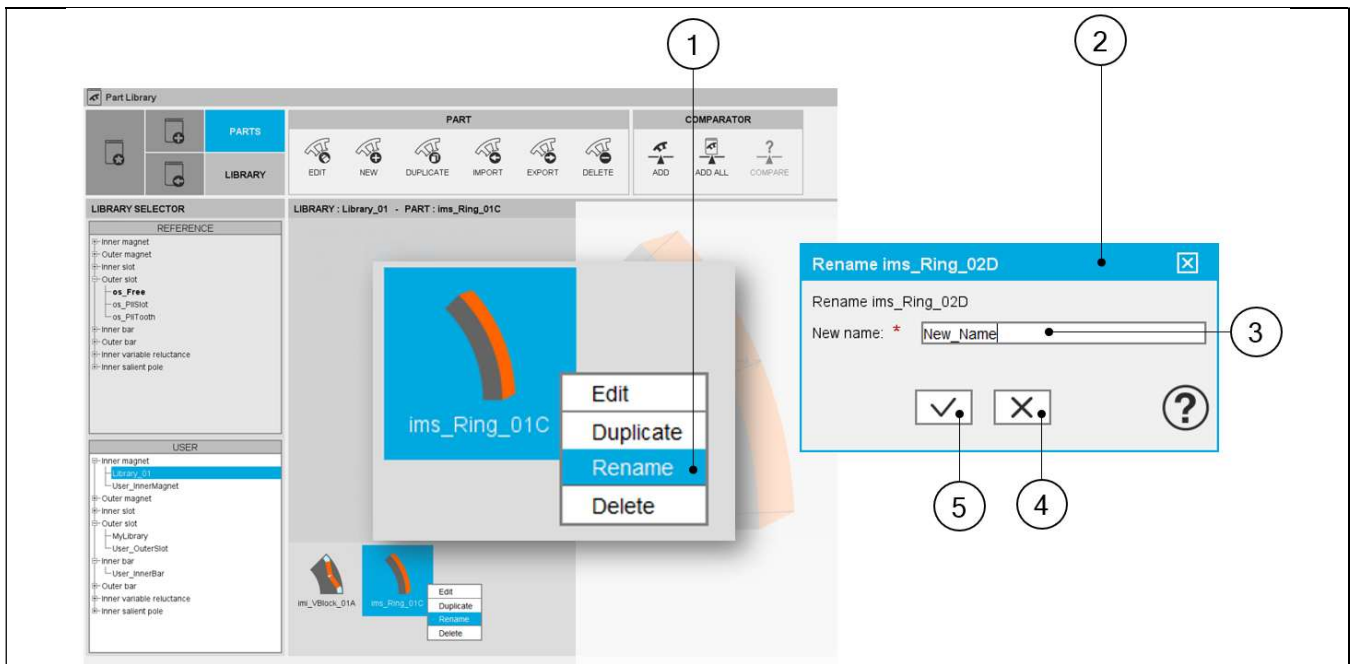 1
2
Part Library
PARTS
LIBRARY
PART
EDIT
NEW
DUPLICATE
IMPORT
EXPORT
DELETE
COMPARATOR
ADD
ADD ALL
?
COMPARE
LIBRARY SELECTOR
REFERENCE
Inner magnet
Outer magnet
Inner slot
Outer slot
os_Free
os_PllSlot
os_PllTooth
Inner bar
Outer bar
Inner variable reluctance
Inner salient pole
USER
Inner magnet
Library_01
User_InnerMagnet
Outer magnet
Inner slot
Outer slot
MyLibrary
User_OuterSlot
Inner bar
User_InnerBar
Outer bar
Inner variable reluctance
Inner salient pole
LIBRARY : Library_01 - PART : ims_Ring_01C
ims_Ring_01C
Edit
Duplicate
Rename
Delete
imi_VBlock_01A
ims_Ring_01C
Edit
Duplicate
Rename
Delete
Rename ims_Ring_02D
Rename ims_Ring_02D
New name: * New_Name
3
?
5
4